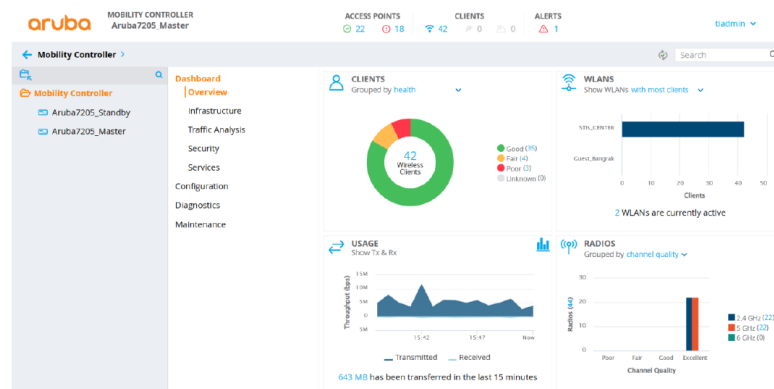 aruba
MOBILITY CONTROLLER
Aruba7205_Master
ACCESS POINTS
22 18
CLIENTS
42 0 0
ALERTS
1
tladmin
Mobility Controller >
Search
Mobility Controller
Aruba7205_Standby
Aruba7205_Master
Dashboard
Overview
Infrastructure
Traffic Analysis
Security
Services
Configuration
Diagnostics
Maintenance
CLIENTS
Grouped by health
42
Wireless
Clients
Good (35)
Fair (4)
Poor (3)
Unknown (0)
WLANS
Show WLANs with most clients
STIS_CENTER
Guest_Bangrak
0 10 20 30 40 50
Clients
2 WLANs are currently active
USAGE
Show Tx & Rx
Throughput (bps)
15M
10M
5M
0
5M
15:42 15:47 Now
Transmitted Received
643 MB has been transferred in the last 15 minutes
RADIOS
Grouped by channel quality
Radios (44)
30
20
10
0
Poor Fair Good Excellent
Channel Quality
2.4 GHz (22)
5 GHz (22)
6 GHz (0)